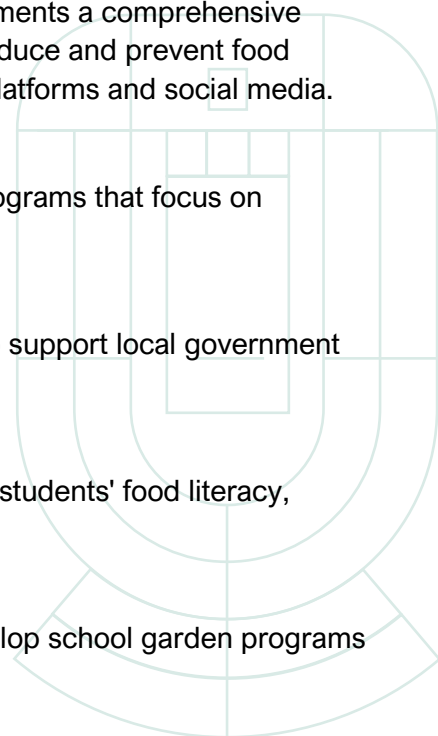 ments a comprehensive
duce and prevent food
latforms and social media.
ograms that focus on
support local government
students' food literacy,
lop school garden programs